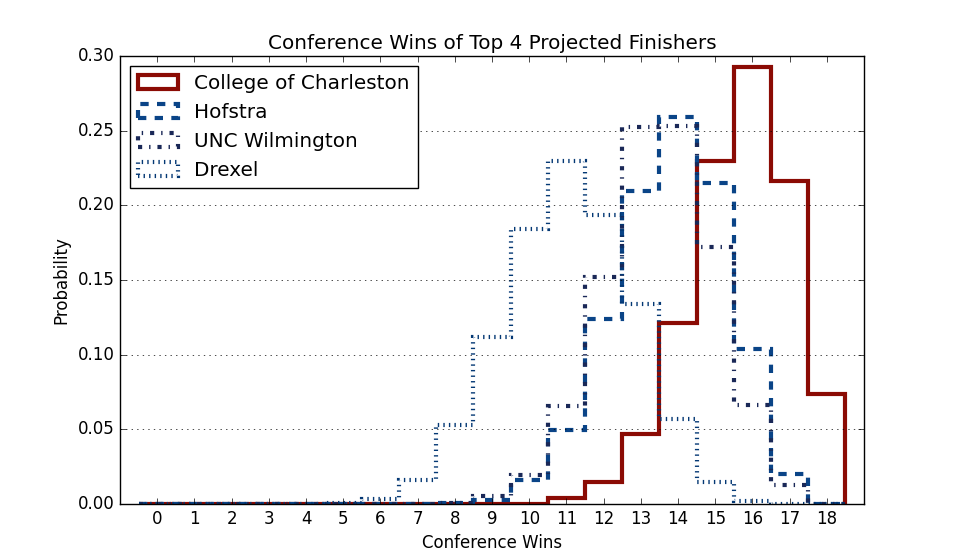 Conference Wins of Top 4 Projected Finishers
College of Charleston
Hofstra
UNC Wilmington
Drexel
Probability
0.30
0.25
0.20
0.15
0.10
0.05
0.00
0 1 2 3 4 5 6 7 8 9 10 11 12 13 14 15 16 17 18
Conference Wins